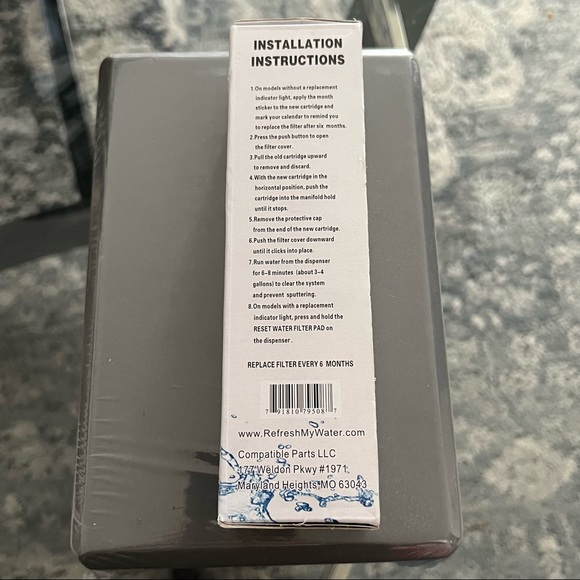 INSTALLATION
INSTRUCTIONS
1.On models without a replacement
indicator light, apply the month
sticker to the new cartridge and
mark your calendar to remind you
to replace the filter after six months.
2.Press the push button to open
the filter cover.
3.Pull the old cartridge upward
to remove and discard.
4.With the new cartridge in the
horizontal position, push the
cartridge into the manifold hold
until it stops.
5.Remove the protective cap
from the end of the new cartridge.
6.Push the filter cover downward
until it clicks into place.
7.Run water from the dispenser
for 6-8 minutes (about 3-4
gallons) to clear the system
and prevent sputtering.
8.On models with a replacement
indicator light, press and hold the
RESET WATER FILTER PAD on
the dispenser.
REPLACE FILTER EVERY 6 MONTHS
7 91810 79508 7
www.RefreshMyWater.com
Compatible Parts LLC
177 Weldon Pkwy #1971
Maryland Heights, MO 63043